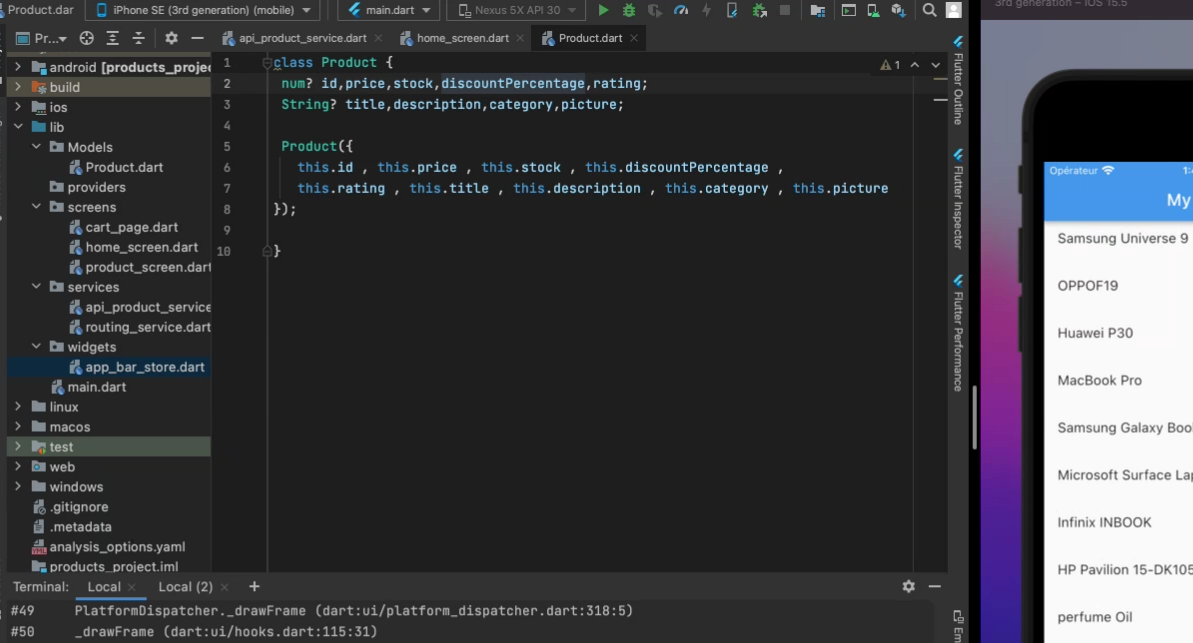 Product.dart
iPhone SE (3rd generation) (mobile)
main.dart
Nexus 5X API 30
3rd generation – iOS 15.5
Pr...
api_product_service.dart
home_screen.dart
Product.dart
android [products_proje
build
ios
lib
Models
Product.dart
providers
screens
cart_page.dart
home_screen.dart
product_screen.dart
services
api_product_service
routing_service.dart
widgets
app_bar_store.dart
main.dart
linux
macos
test
web
windows
.gitignore
.metadata
analysis_options.yaml
products_project.iml
1 class Product {
2 num? id,price,stock,discountPercentage,rating;
3 String? title,description,category,picture;
4
5 Product({
6 this.id , this.price , this.stock , this.discountPercentage ,
7 this.rating , this.title , this.description , this.category , this.picture
8 });
9
10 }
1
Flutter Outline
Flutter Inspector
Flutter Performance
Em
Opérateur
1:4
My
Samsung Universe 9
OPPOF19
Huawei P30
MacBook Pro
Samsung Galaxy Boo
Microsoft Surface Lap
Infinix INBOOK
HP Pavilion 15-DK105
perfume Oil
Terminal: Local Local (2) +
#49 PlatformDispatcher._drawFrame (dart:ui/platform_dispatcher.dart:318:5)
#50 _drawFrame (dart:ui/hooks.dart:115:31)